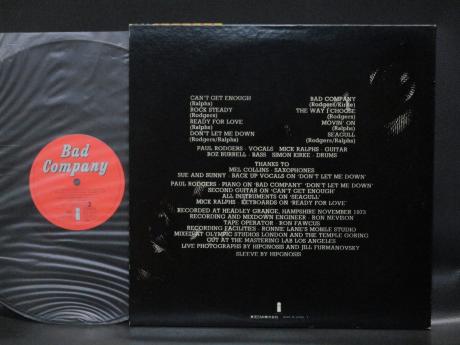 Bad
Company
2
CAN'T GET ENOUGH
(Ralphs)
ROCK STEADY
(Rodgers)
READY FOR LOVE
(Ralphs)
DON'T LET ME DOWN
(Rodgers/Ralphs)
BAD COMPANY
(Rodgers/Kirke)
THE WAY I CHOOSE
(Rodgers)
MOVIN' ON
(Ralphs)
SEAGULL
(Rodgers/Ralphs)
PAUL RODGERS · VOCALS MICK RALPHS · GUITAR
BOZ BURRELL · BASS SIMON KIRKE · DRUMS
THANKS TO
MEL COLLINS · SAXOPHONES
SUE AND SUNNY · BACK UP VOCALS ON 'DON'T LET ME DOWN'
PAUL RODGERS · PIANO ON 'BAD COMPANY' 'DON'T LET ME DOWN'
SECOND GUITAR ON 'CAN'T GET ENOUGH'
ALL INSTRUMENTS ON 'SEAGULL'
MICK RALPHS · KEYBOARDS ON 'READY FOR LOVE'
RECORDED AT HEADLEY GRANGE, HAMPSHIRE NOVEMBER 1973
RECORDING AND MIXDOWN ENGINEER · RON NEVISON
TAPE OPERATOR · RON FAWCUS
RECORDING FACILITIES · RONNIE LANE'S MOBILE STUDIO
MIXED AT OLYMPIC STUDIOS LONDON AND THE TEMPLE GORING
CUT AT THE MASTERING LAB LOS ANGELES
LIVE PHOTOGRAPHS BY HIPGNOSIS AND JILL FURMANOVSKY
SLEEVE BY HIPGNOSIS